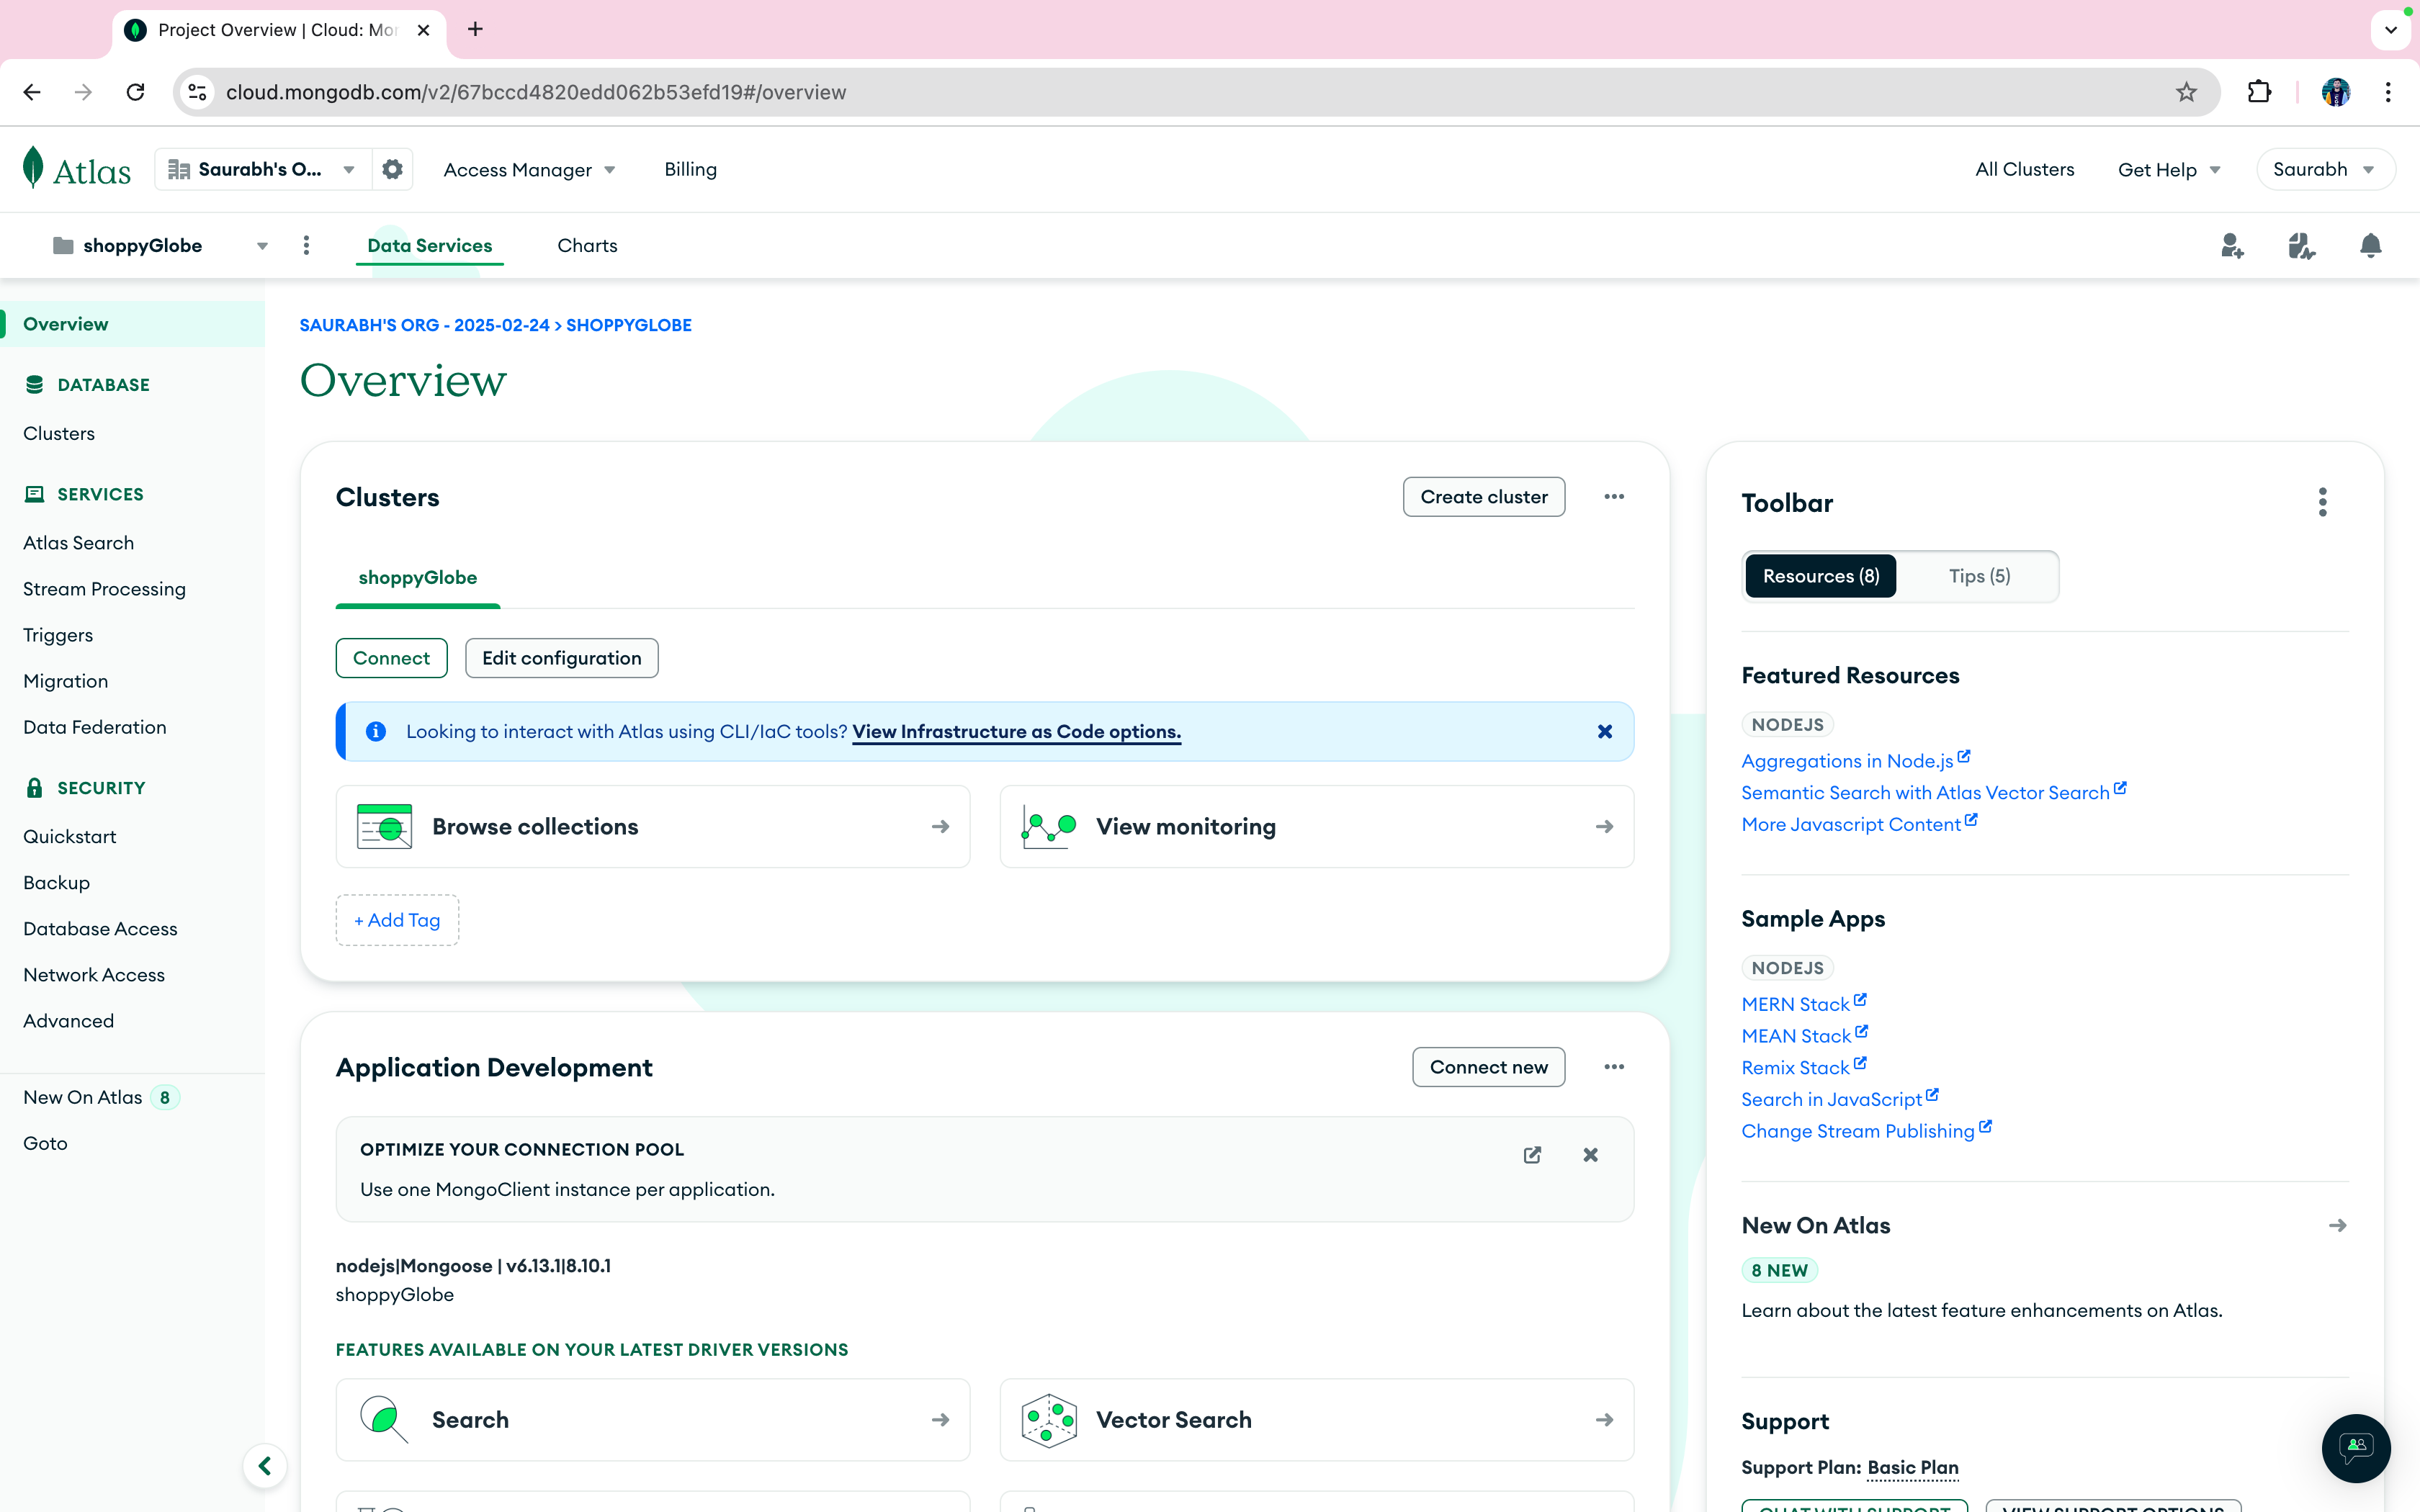 Project Overview | Cloud: Mon
cloud.mongodb.com/v2/67bccd4820edd062b53efd19#/overview
Atlas
Saurabh's O...
Access Manager
Billing
All Clusters
Get Help
Saurabh
shoppyGlobe
Data Services
Charts
Overview
DATABASE
Clusters
SERVICES
Atlas Search
Stream Processing
Triggers
Migration
Data Federation
SECURITY
Quickstart
Backup
Database Access
Network Access
Advanced
New On Atlas 8
Goto
SAURABH'S ORG - 2025-02-24 > SHOPPYGLOBE
Overview
Clusters
Create cluster
shoppyGlobe
Connect
Edit configuration
Looking to interact with Atlas using CLI/IaC tools? View Infrastructure as Code options.
Browse collections
View monitoring
+ Add Tag
Application Development
Connect new
OPTIMIZE YOUR CONNECTION POOL
Use one MongoClient instance per application.
nodejs|Mongoose | v6.13.1|8.10.1
shoppyGlobe
FEATURES AVAILABLE ON YOUR LATEST DRIVER VERSIONS
Search
Vector Search
Toolbar
Resources (8)
Tips (5)
Featured Resources
NODEJS
Aggregations in Node.js
Semantic Search with Atlas Vector Search
More Javascript Content
Sample Apps
NODEJS
MERN Stack
MEAN Stack
Remix Stack
Search in JavaScript
Change Stream Publishing
New On Atlas
8 NEW
Learn about the latest feature enhancements on Atlas.
Support
Support Plan: Basic Plan
CHAT WITH SUPPORT
VIEW SUPPORT OPTIONS